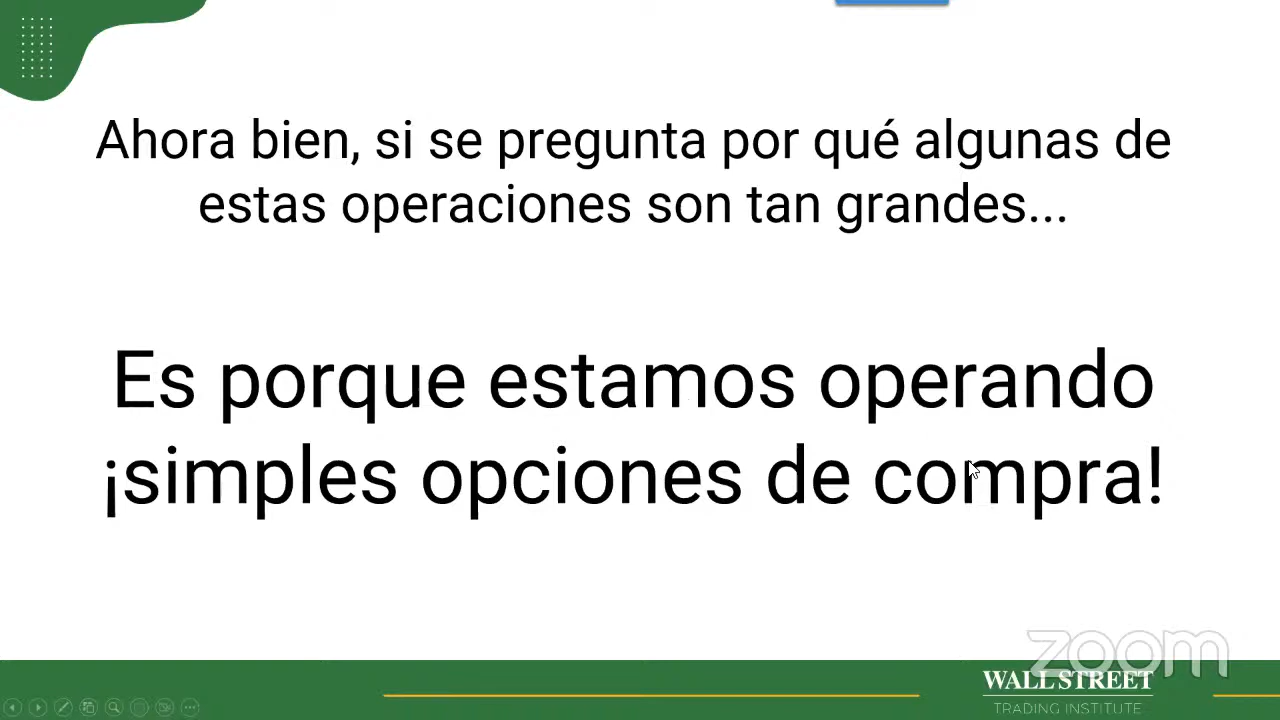 Ahora bien, si se pregunta por qué algunas de
estas operaciones son tan grandes...
Es porque estamos operando
¡simples opciones de compra!
zoom
WALL STREET
TRADING INSTITUTE